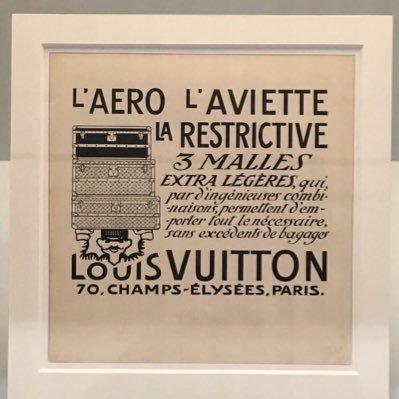 L'AERO L'AVIETTE
LA RESTRICTIVE
3 MALLES
EXTRA LÉGÈRES, qui,
par d'ingénieuses combi-
-naisons, permettent d'em-
-porter tout le nécessaire,
sans excédents de bagages
LOUIS VUITTON
70, CHAMPS-ÉLYSÉES, PARIS.